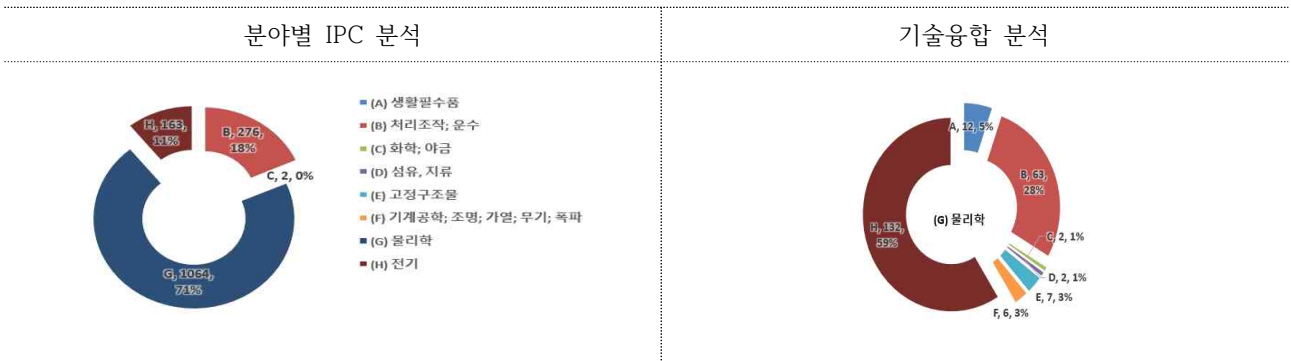 분야별 IPC 분석
H, 163,
11%
B, 276,
18%
C, 2, 0%
G, 1064,
71%
(A) 생활필수품
(B) 처리조작; 운수
(C) 화학; 야금
(D) 섬유, 지류
(E) 고정구조물
(F) 기계공학; 조명; 가열; 무기; 폭파
(G) 물리학
(H) 전기
기술융합 분석
A, 12, 5%
B, 63,
28%
H, 132,
59%
(G) 물리학
C, 2, 1%
D, 2, 1%
E, 7, 3%
F, 6, 3%